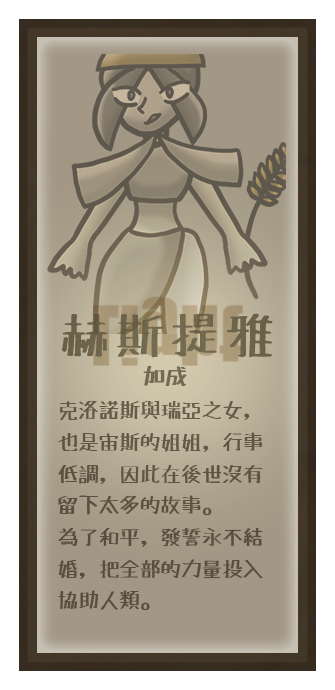 赫斯提雅
加成
克洛諾斯與瑞亞之女，
也是宙斯的姐姐，行事
低調，因此在後世沒有
留下太多的故事。
為了和平，發誓永不結
婚，把全部的力量投入
協助人類。